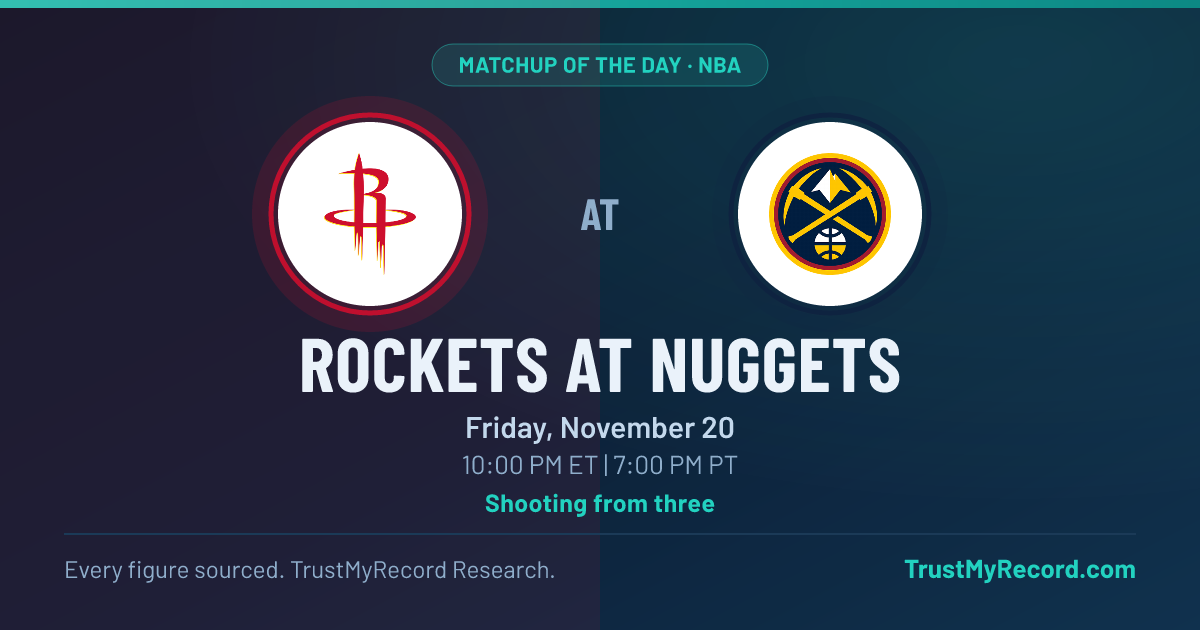 MATCHUP OF THE DAY · NBA
R
AT
ROCKETS AT NUGGETS
Friday, November 20
10:00 PM ET | 7:00 PM PT
Shooting from three
Every figure sourced. TrustMyRecord Research.
TrustMyRecord.com